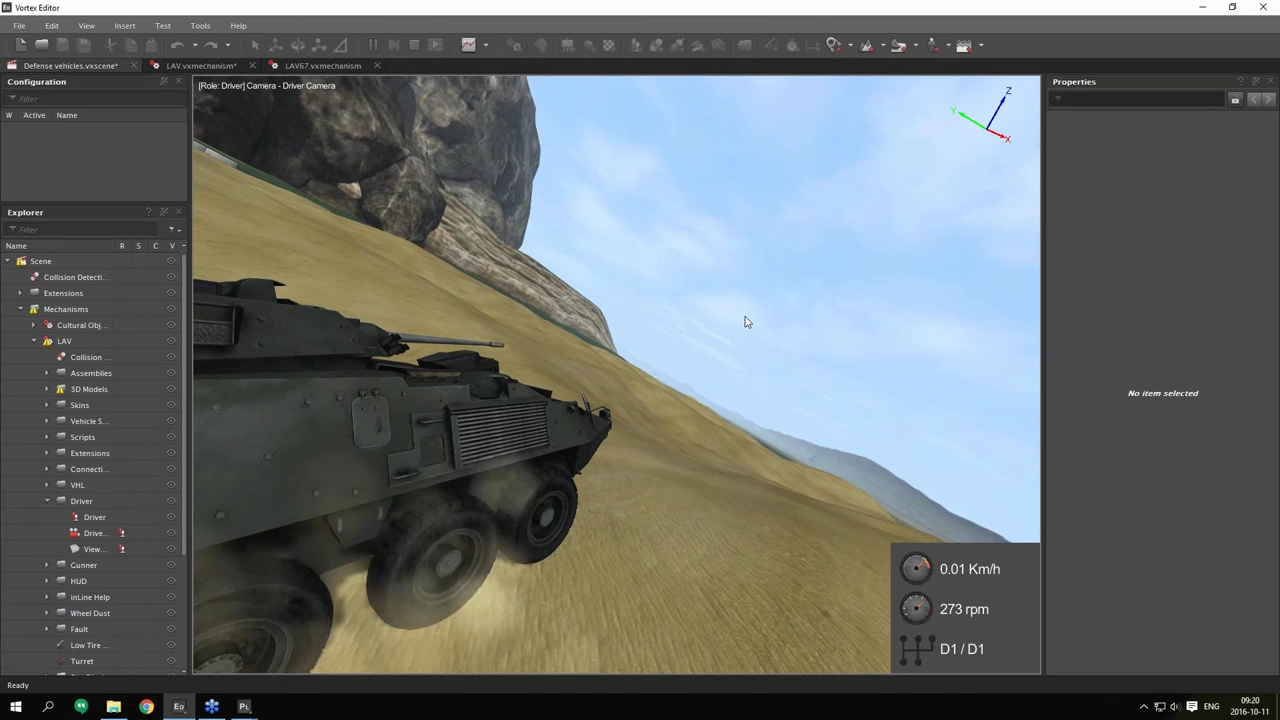 Vortex Editor
File Edit View Insert Test Tools Help
Defense vehicles.vxscene* LAV.vxmechanism* LAV67.vxmechanism
Configuration
Filter
W Active Name
Explorer
Filter
Name R S C V
Scene
Collision Detecti...
Extensions
Mechanisms
Cultural Obj...
LAV
Collision ...
Assemblies
3D Models
Skins
Vehicle S...
Scripts
Extensions
Connecti...
VHL
Driver
Driver
Drive...
View...
Gunner
HUD
inLine Help
Wheel Dust
Fault
Low Tire ...
Turret
[Role: Driver] Camera - Driver Camera
Z
Y
X
0.01 Km/h
273 rpm
D1 / D1
Properties
No item selected
Ready
ENG
09:20
2016-10-11